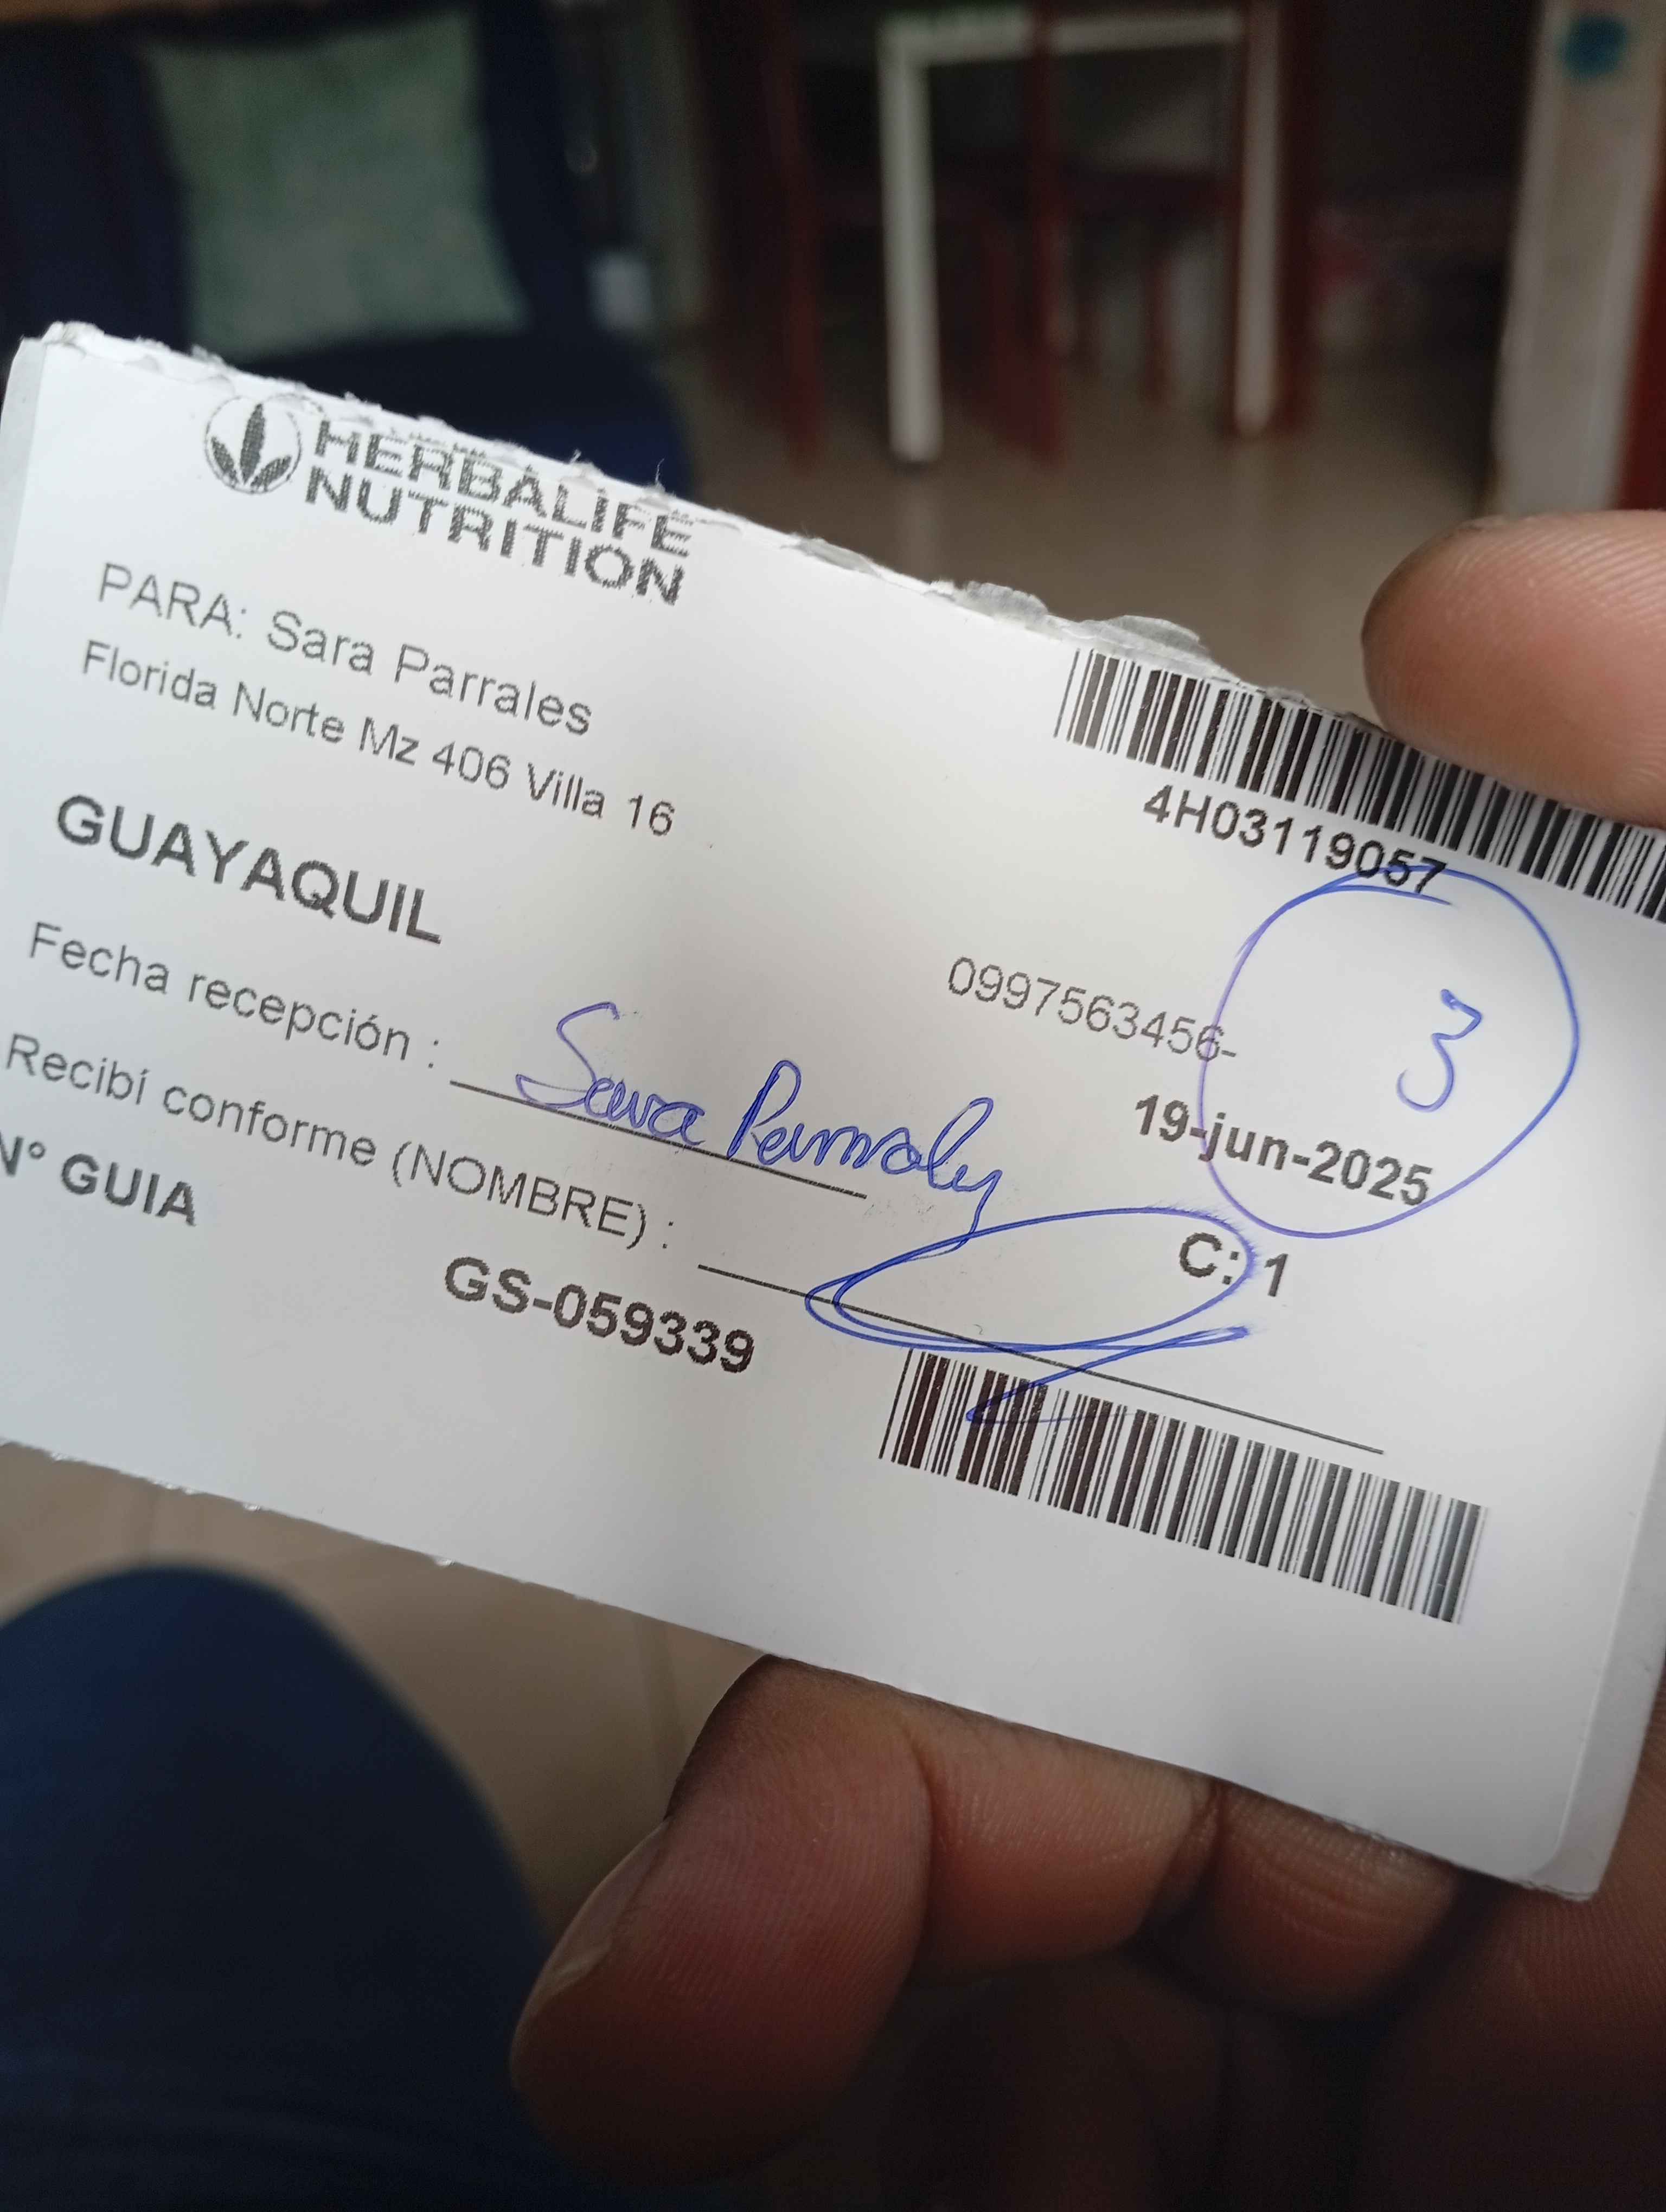 HERBALIFE
NUTRITION
PARA: Sara Parrales
Florida Norte Mz 406 Villa 16
4H03119057
GUAYAQUIL
0997563456-
3
Fecha recepción : Sara Parrales
19-jun-2025
Recibí conforme (NOMBRE) :
C: 1
N° GUIA
GS-059339